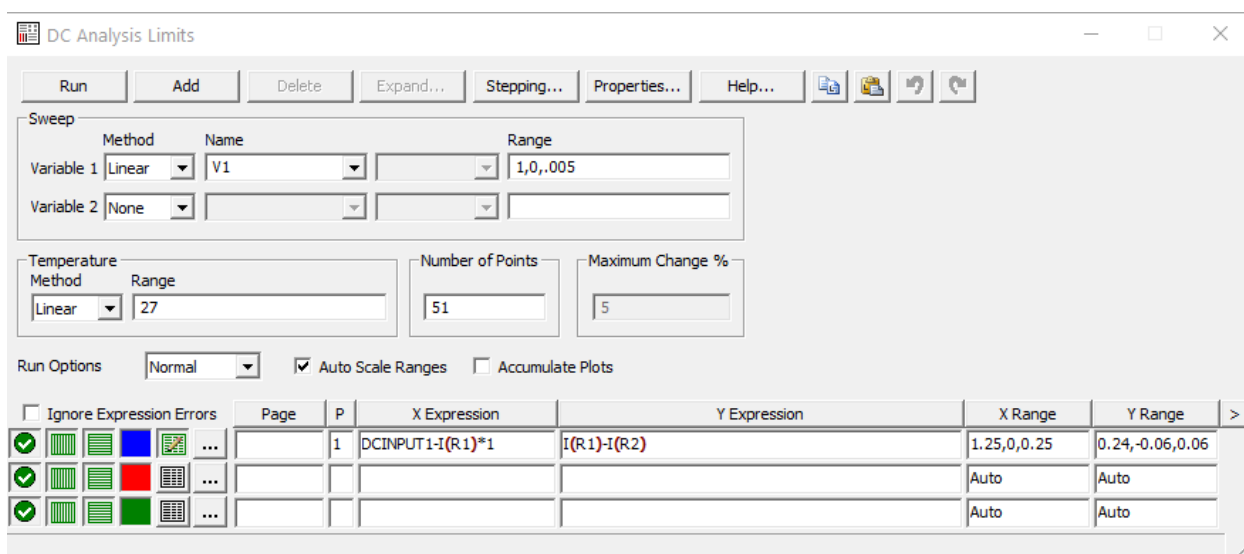 DC Analysis Limits
Run Add Delete Expand... Stepping... Properties... Help...
Sweep
Method Name Range
Variable 1 Linear V1 1,0,.005
Variable 2 None
Temperature Number of Points Maximum Change %
Method Range
Linear 27 51 5
Run Options Normal Auto Scale Ranges Accumulate Plots
Ignore Expression Errors Page P X Expression Y Expression X Range Y Range >
... 1 DCINPUT1-I(R1)*1 I(R1)-I(R2) 1.25,0,0.25 0.24,-0.06,0.06
... Auto Auto
... Auto Auto